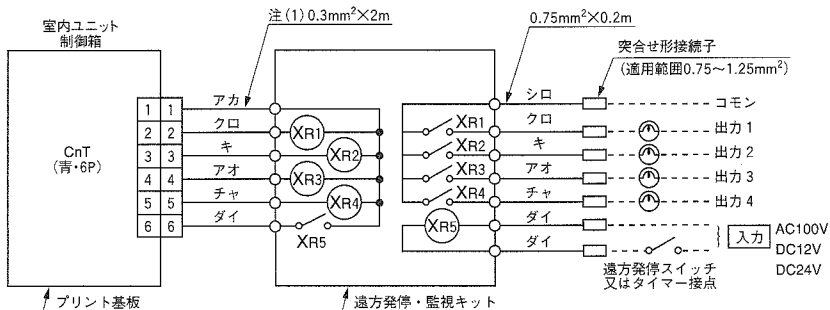 室内ユニット
制御箱
注(1) 0.3mm²×2m
0.75mm²×0.2m
突合せ形接続子
(適用範囲0.75~1.25mm²)
CnT
(青・6P)
1 1 アカ
2 2 クロ XR1
3 3 キ XR2
4 4 アオ XR3
5 5 チャ XR4
6 6 ダイ XR5
シロ コモン
XR1 クロ 出力 1
XR2 キ 出力 2
XR3 アオ 出力 3
XR4 チャ 出力 4
XR5 ダイ
ダイ
入力
AC100V
DC12V
DC24V
遠方発停スイッチ
又はタイマー接点
プリント基板
遠方発停・監視キット